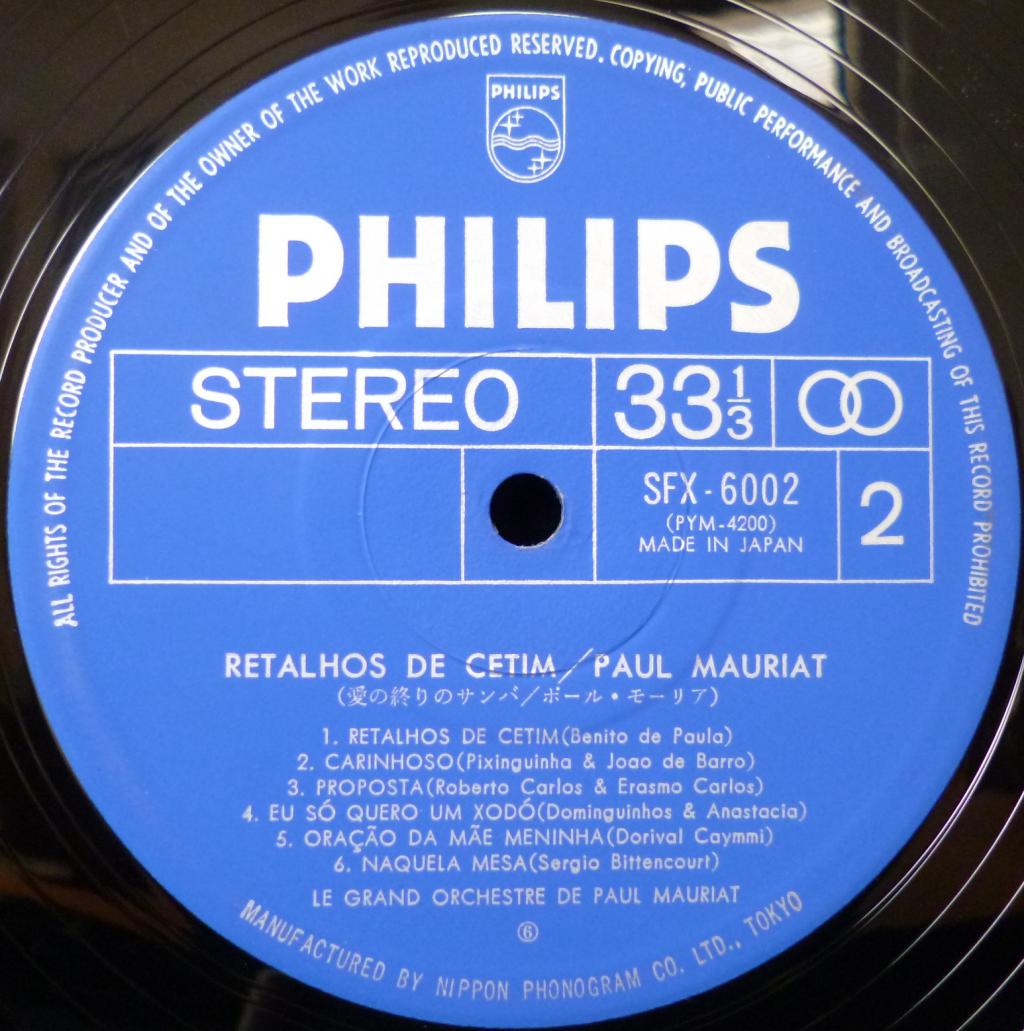 ALL RIGHTS OF THE RECORD PRODUCER AND OF THE OWNER OF THE WORK REPRODUCED RESERVED. COPYING, PUBLIC PERFORMANCE AND BROADCASTING OF THIS RECORD PROHIBITED
PHILIPS
PHILIPS
STEREO 33 1/3
SFX-6002
(PYM-4200)
MADE IN JAPAN
2
RETALHOS DE CETIM/PAUL MAURIAT
(愛の終りのサンバ/ポール・モーリア)
1. RETALHOS DE CETIM(Benito de Paula)
2. CARINHOSO(Pixinguinha & Joao de Barro)
3. PROPOSTA(Roberto Carlos & Erasmo Carlos)
4. EU SÓ QUERO UM XODÓ(Dominguinhos & Anastacia)
5. ORAÇÃO DA MÃE MENINHA(Dorival Caymmi)
6. NAQUELA MESA(Sergio Bittencourt)
LE GRAND ORCHESTRE DE PAUL MAURIAT
⑥
MANUFACTURED BY NIPPON PHONOGRAM CO. LTD., TOKYO